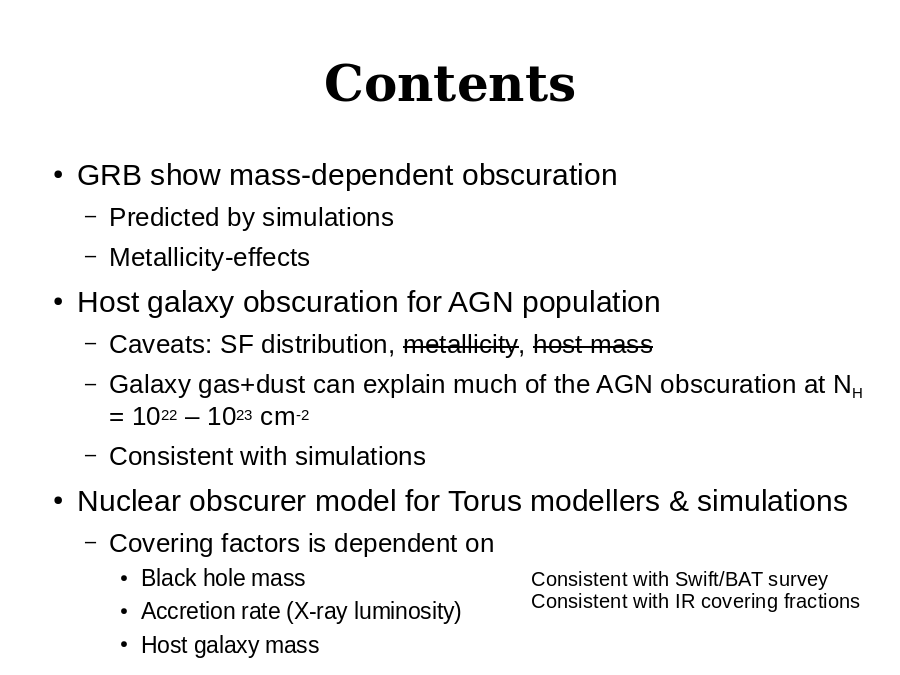 Contents
• GRB show mass-dependent obscuration
– Predicted by simulations
– Metallicity-effects
• Host galaxy obscuration for AGN population
– Caveats: SF distribution, metallicity, host mass
– Galaxy gas+dust can explain much of the AGN obscuration at N_H
= 10^22 – 10^23 cm^-2
– Consistent with simulations
• Nuclear obscurer model for Torus modellers & simulations
– Covering factors is dependent on
• Black hole mass
• Accretion rate (X-ray luminosity)
• Host galaxy mass
Consistent with Swift/BAT survey
Consistent with IR covering fractions